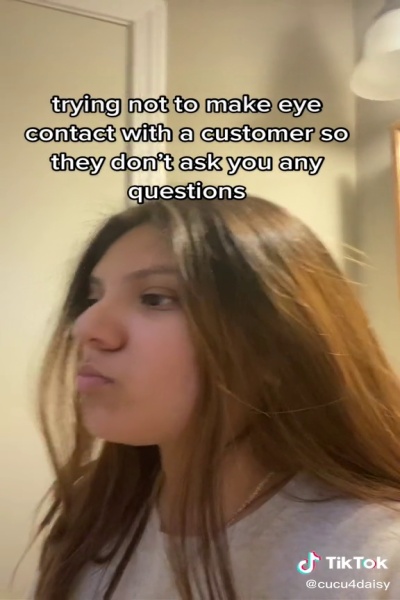 trying not to make eye
contact with a customer so
they don't ask you any
questions
TikTok
@cucu4daisy